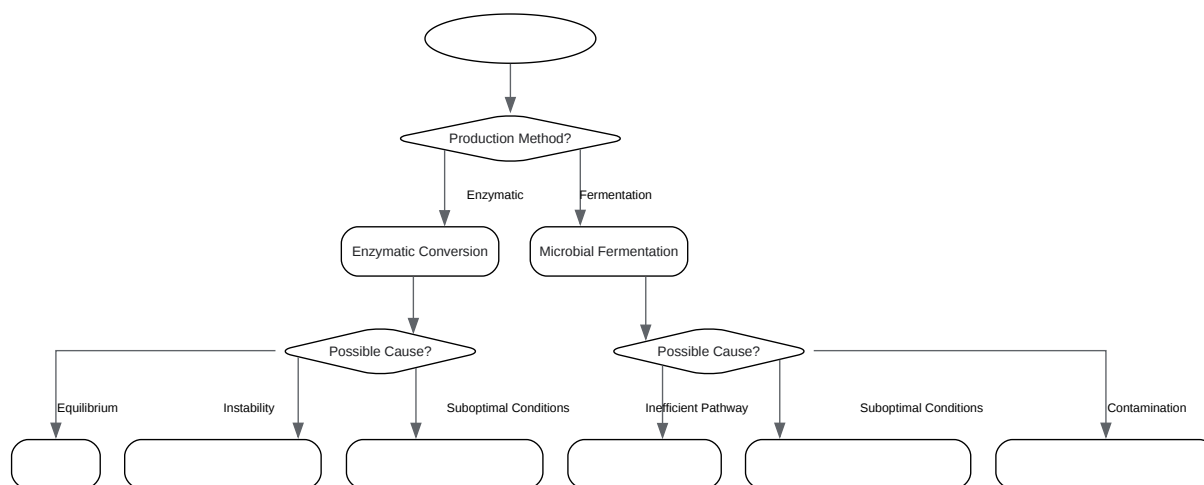 Production Method?
Enzymatic
Fermentation
Enzymatic Conversion
Microbial Fermentation
Possible Cause?
Possible Cause?
Equilibrium
Instability
Suboptimal Conditions
Inefficient Pathway
Suboptimal Conditions
Contamination